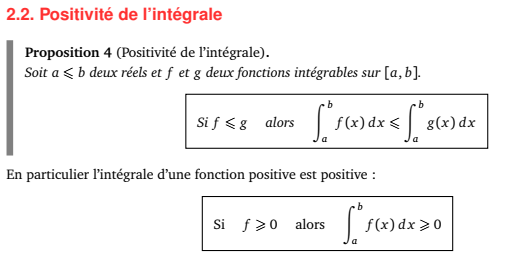 2.2. Positivité de l’intégrale
Proposition 4 (Positivité de l’intégrale).
Soit a ⩽ b deux réels et f et g deux fonctions intégrables sur [a, b].
Si f ⩽ g alors ∫_a^b f(x) dx ⩽ ∫_a^b g(x) dx
En particulier l’intégrale d’une fonction positive est positive :
Si f ⩾ 0 alors ∫_a^b f(x) dx ⩾ 0